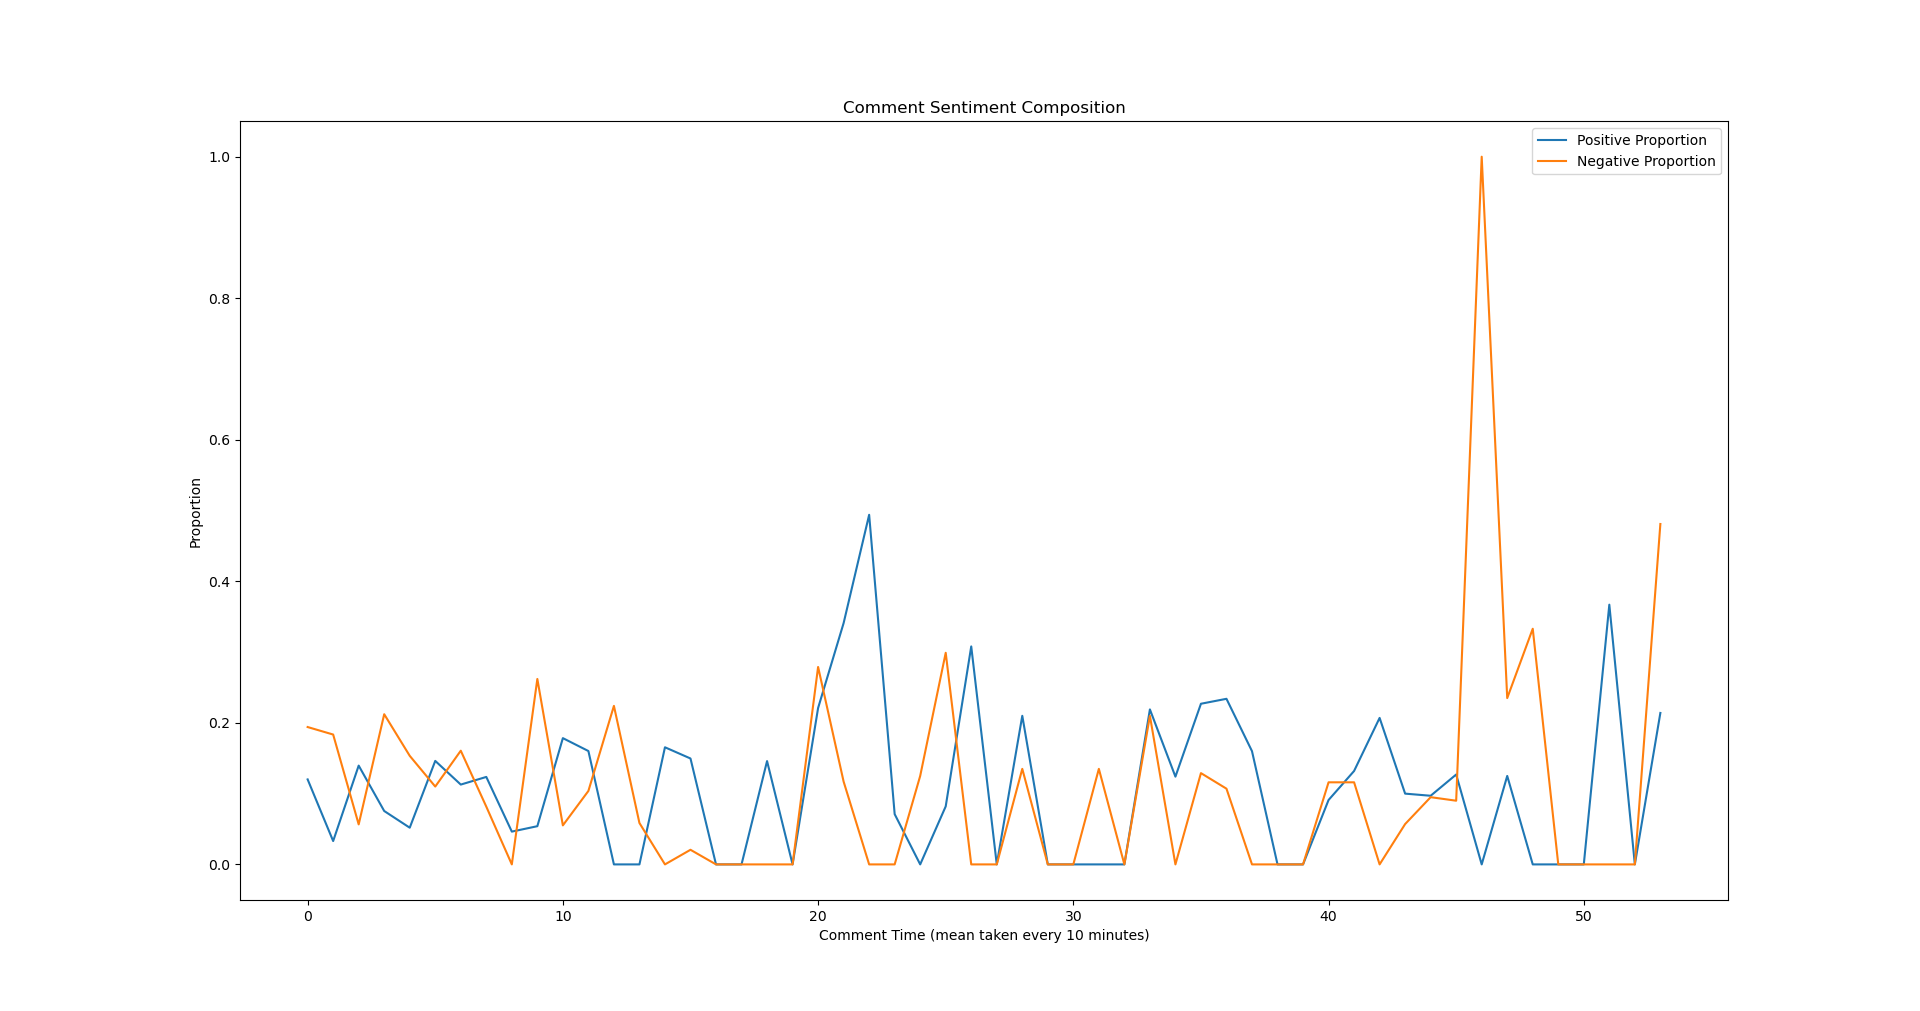 Comment Sentiment Composition
Positive Proportion
Negative Proportion
1.0
0.8
0.6
0.4
0.2
0.0
Proportion
0 10 20 30 40 50
Comment Time (mean taken every 10 minutes)